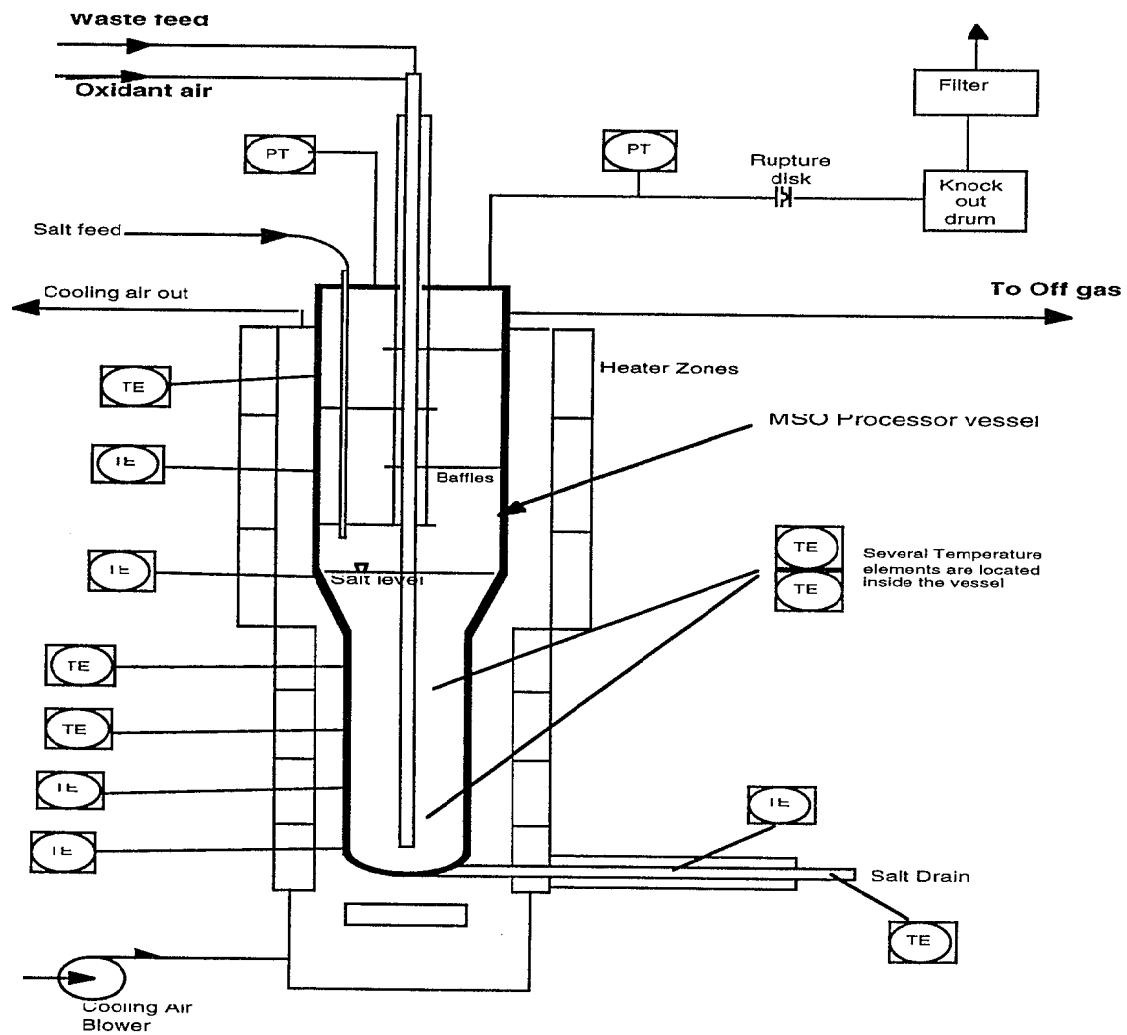 Waste feed
Oxidant air
Filter
PT
PT
Rupture
disk
Knock
out
drum
Salt feed
Cooling air out
To Off gas
Heater Zones
TE
MSO Processor vessel
TE
Baffles
TE
TE
TE
Several Temperature
elements are located
inside the vessel
Salt level
TE
TE
TE
TE
TE
Salt Drain
TE
Cooling Air
Blower